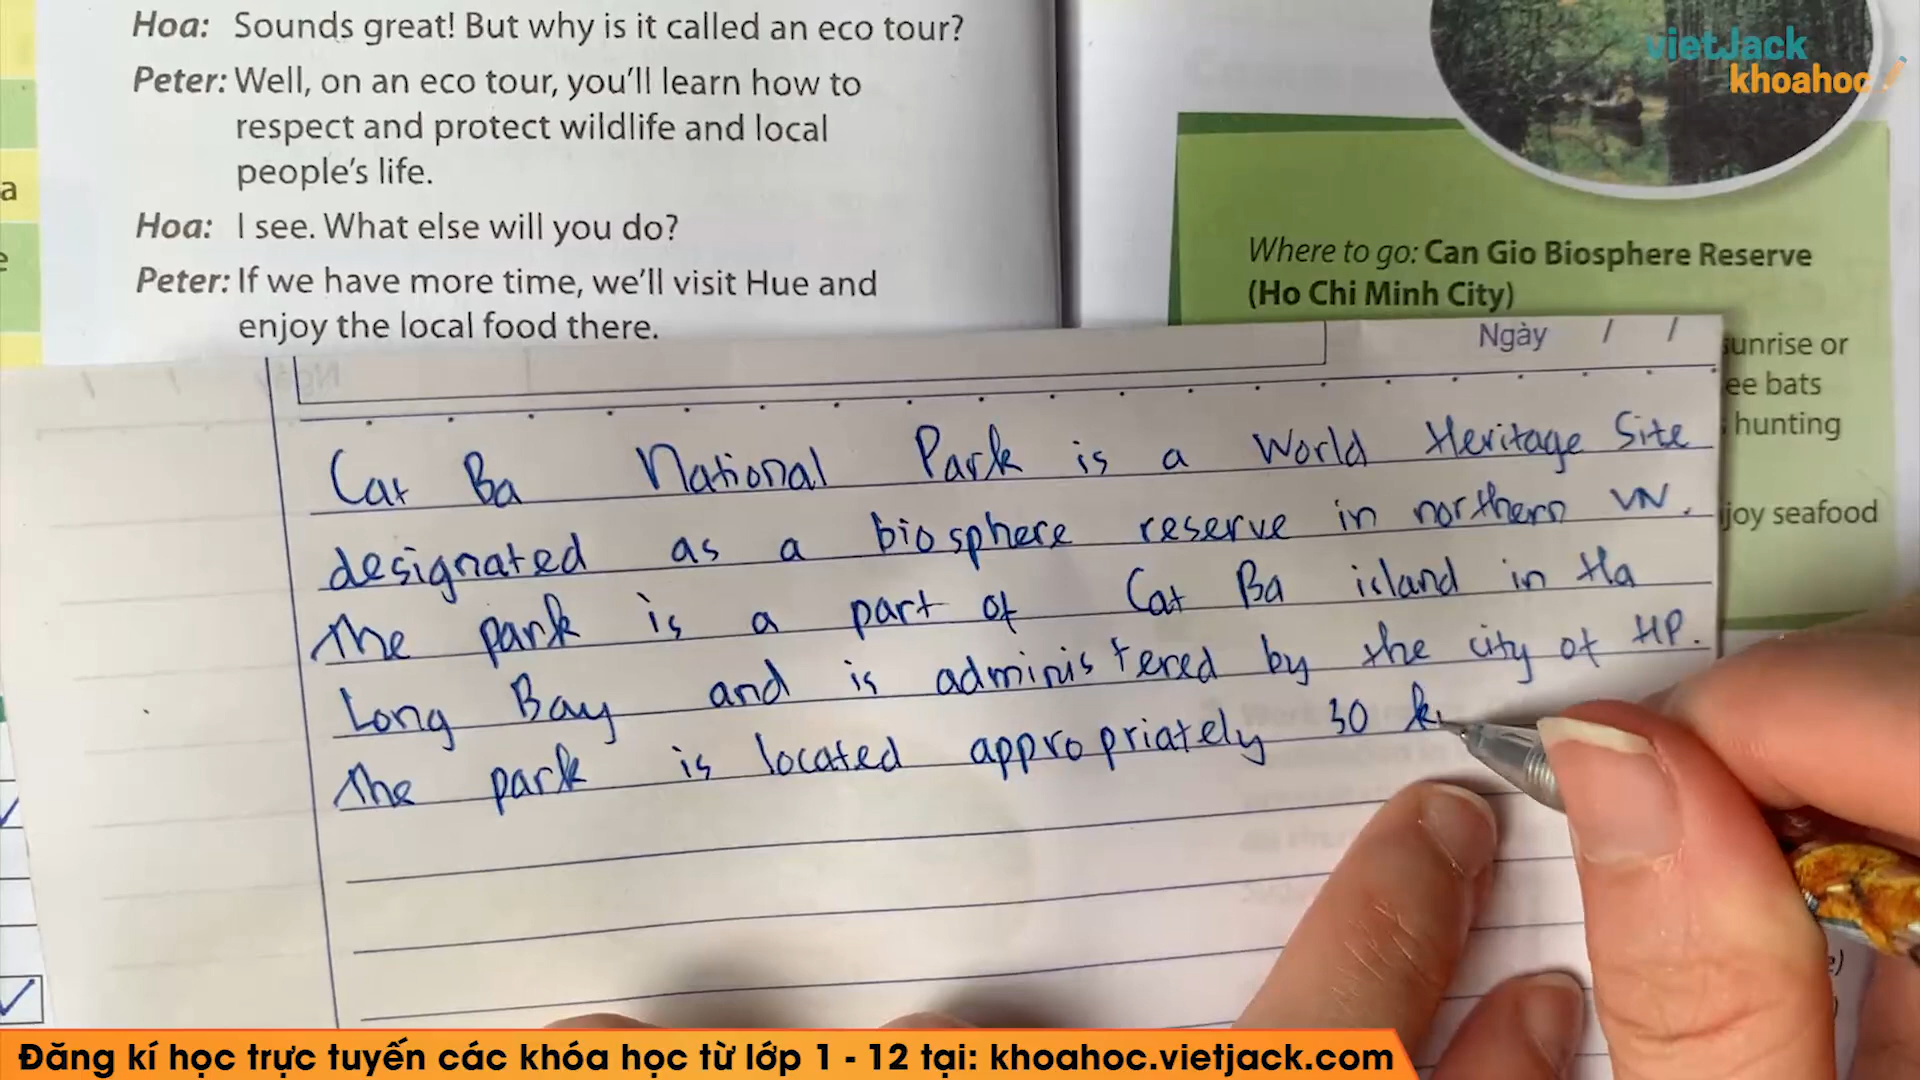 Hoa: Sounds great! But why is it called an eco tour?
Peter: Well, on an eco tour, you'll learn how to
respect and protect wildlife and local
people's life.
Hoa: I see. What else will you do?
Peter: If we have more time, we'll visit Hue and
enjoy the local food there.
a
vietJack
khoahoc
Where to go: Can Gio Biosphere Reserve
(Ho Chi Minh City)
sunrise or
ee bats
hunting
joy seafood
Ngày / /
Cat Ba National Park is a World Heritage Site
designated as a biosphere reserve in northern VN.
The park is a part of Cat Ba island in Ha
Long Bay and is administered by the city of HP.
The park is located appropriately 30
Đăng kí học trực tuyến các khóa học từ lớp 1 - 12 tại: khoahoc.vietjack.com